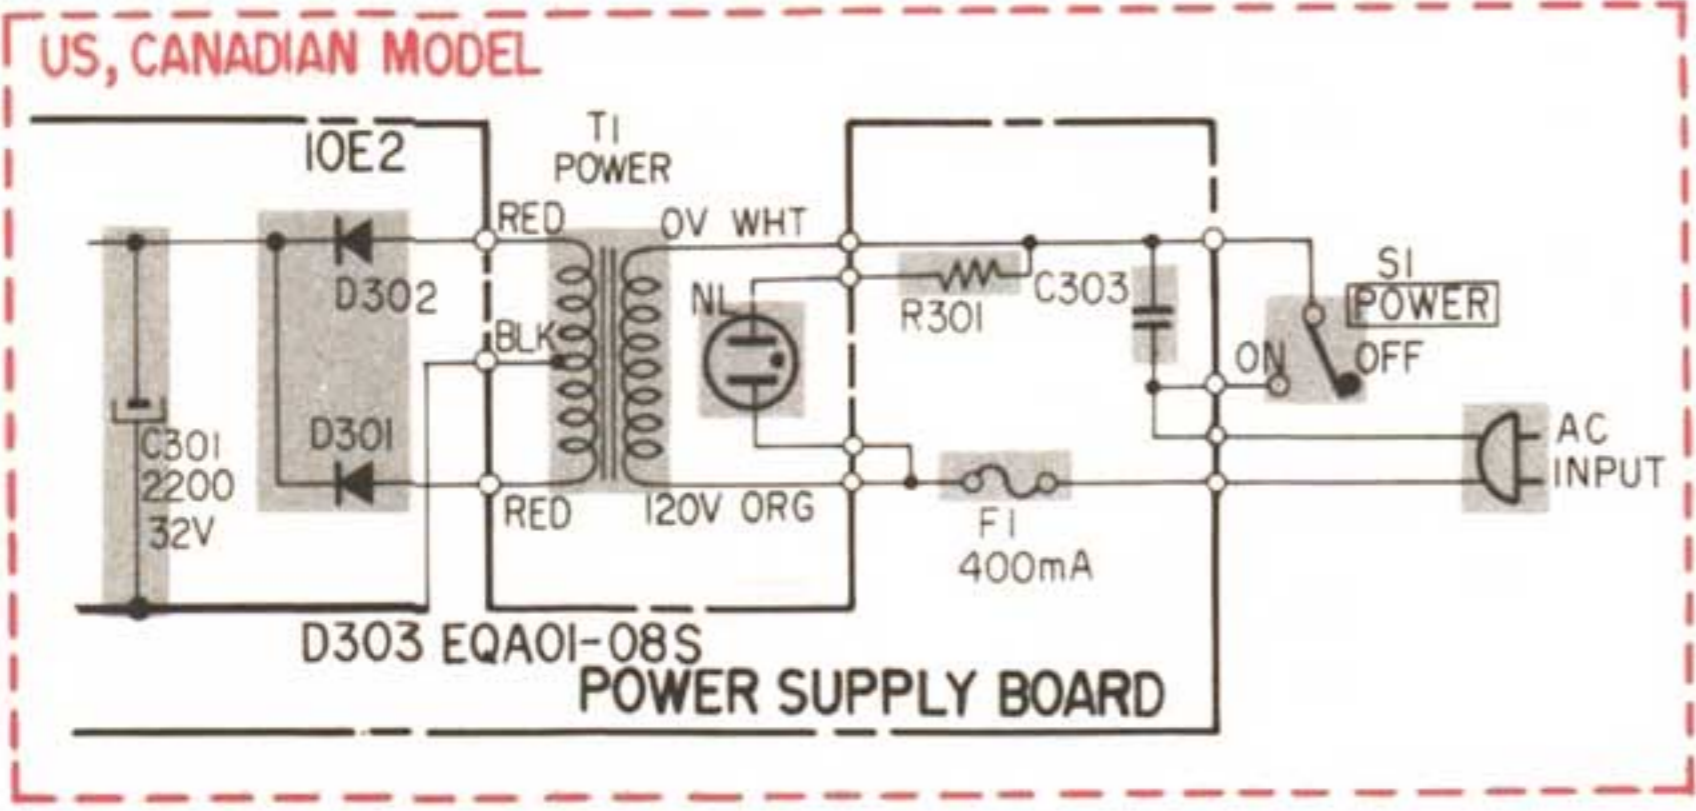 US, CANADIAN MODEL
10E2
T1
POWER
RED
0V WHT
D302
NL
R301
C303
S1
POWER
BLK
ON
OFF
D301
C301
2200
32V
AC
INPUT
RED
120V ORG
F1
400mA
D303 EQA01-08S
POWER SUPPLY BOARD